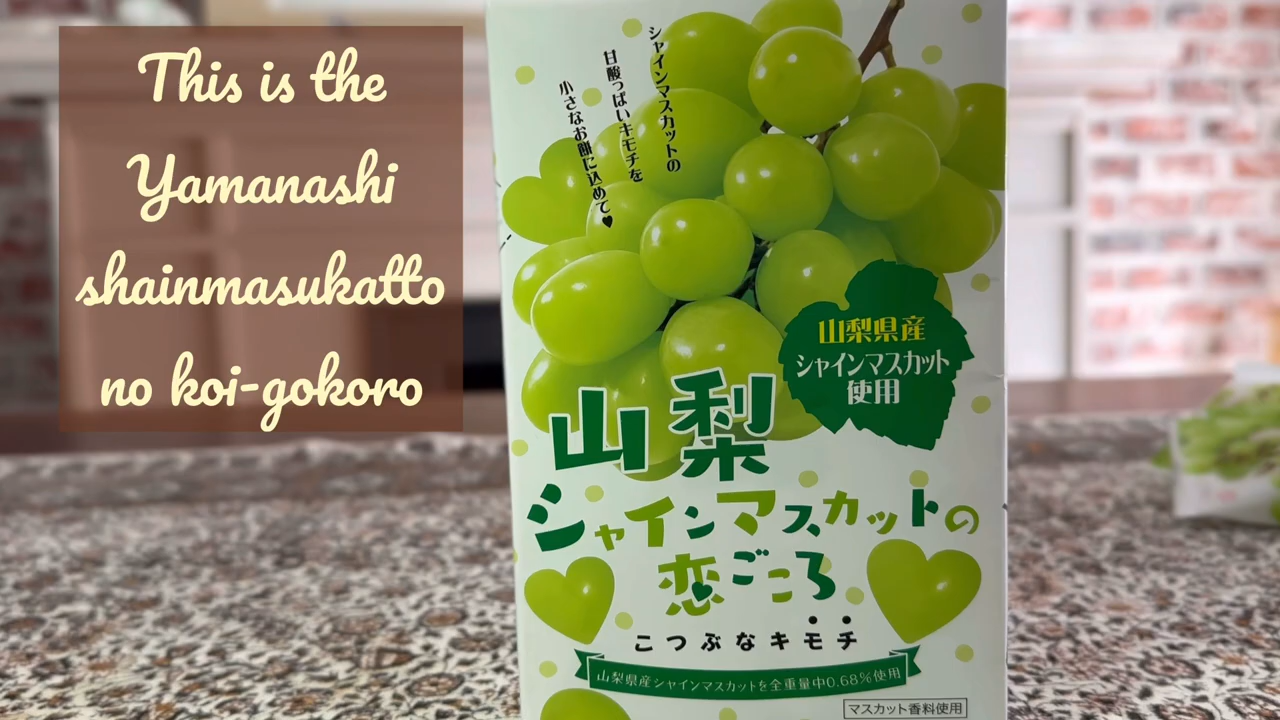 This is the
Yamanashi
shainmasukatto
no koi-gokoro
シャインマスカットの
甘酸っぱいキモチを
小さなお餅に込めて♥
山梨県産
シャインマスカット
使用
山梨
シャインマスカットの
恋ごころ
こつぶなキモチ
山梨県産シャインマスカットを全重量中0.68%使用
マスカット香料使用